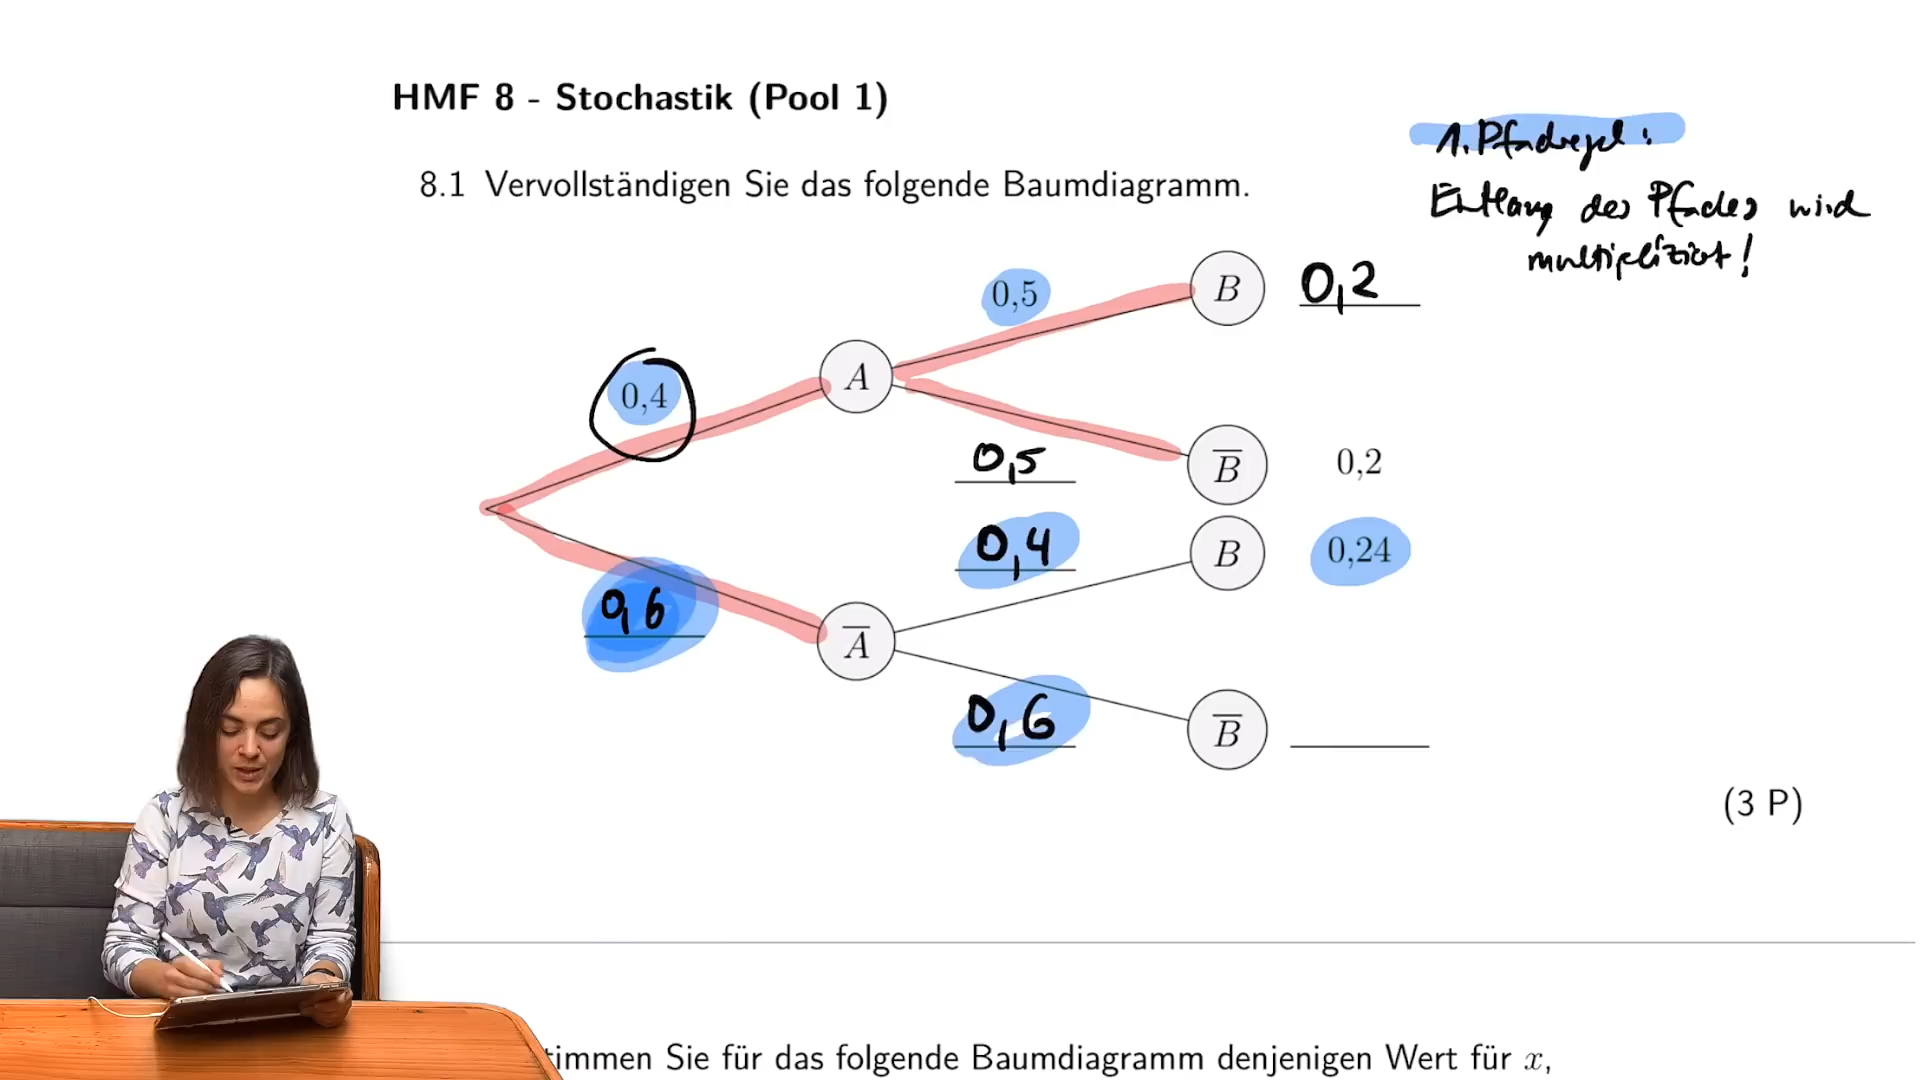 HMF 8 - Stochastik (Pool 1)
1. Pfadregel:
8.1 Vervollständigen Sie das folgende Baumdiagramm.
Entlang des Pfades wird
multipliziert!
0,5
B
0,2
0,4
A
0,5
B̅
0,2
0,4
B
0,24
0,6
A̅
0,6
B̅
(3 P)
timmen Sie für das folgende Baumdiagramm denjenigen Wert für x,